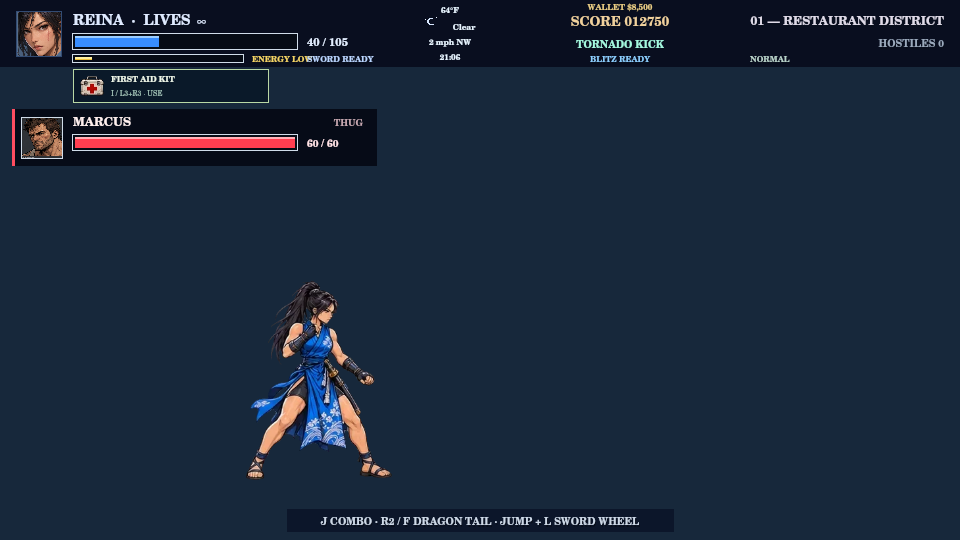 REINA · LIVES ∞
40 / 105
ENERGY LOW
SWORD READY
FIRST AID KIT
I / L3+R3 · USE
MARCUS
THUG
60 / 60
64°F
Clear
2 mph NW
21:06
WALLET $8,500
SCORE 012750
TORNADO KICK
BLITZ READY
01 — RESTAURANT DISTRICT
HOSTILES 0
NORMAL
J COMBO · R2 / F DRAGON TAIL · JUMP + L SWORD WHEEL